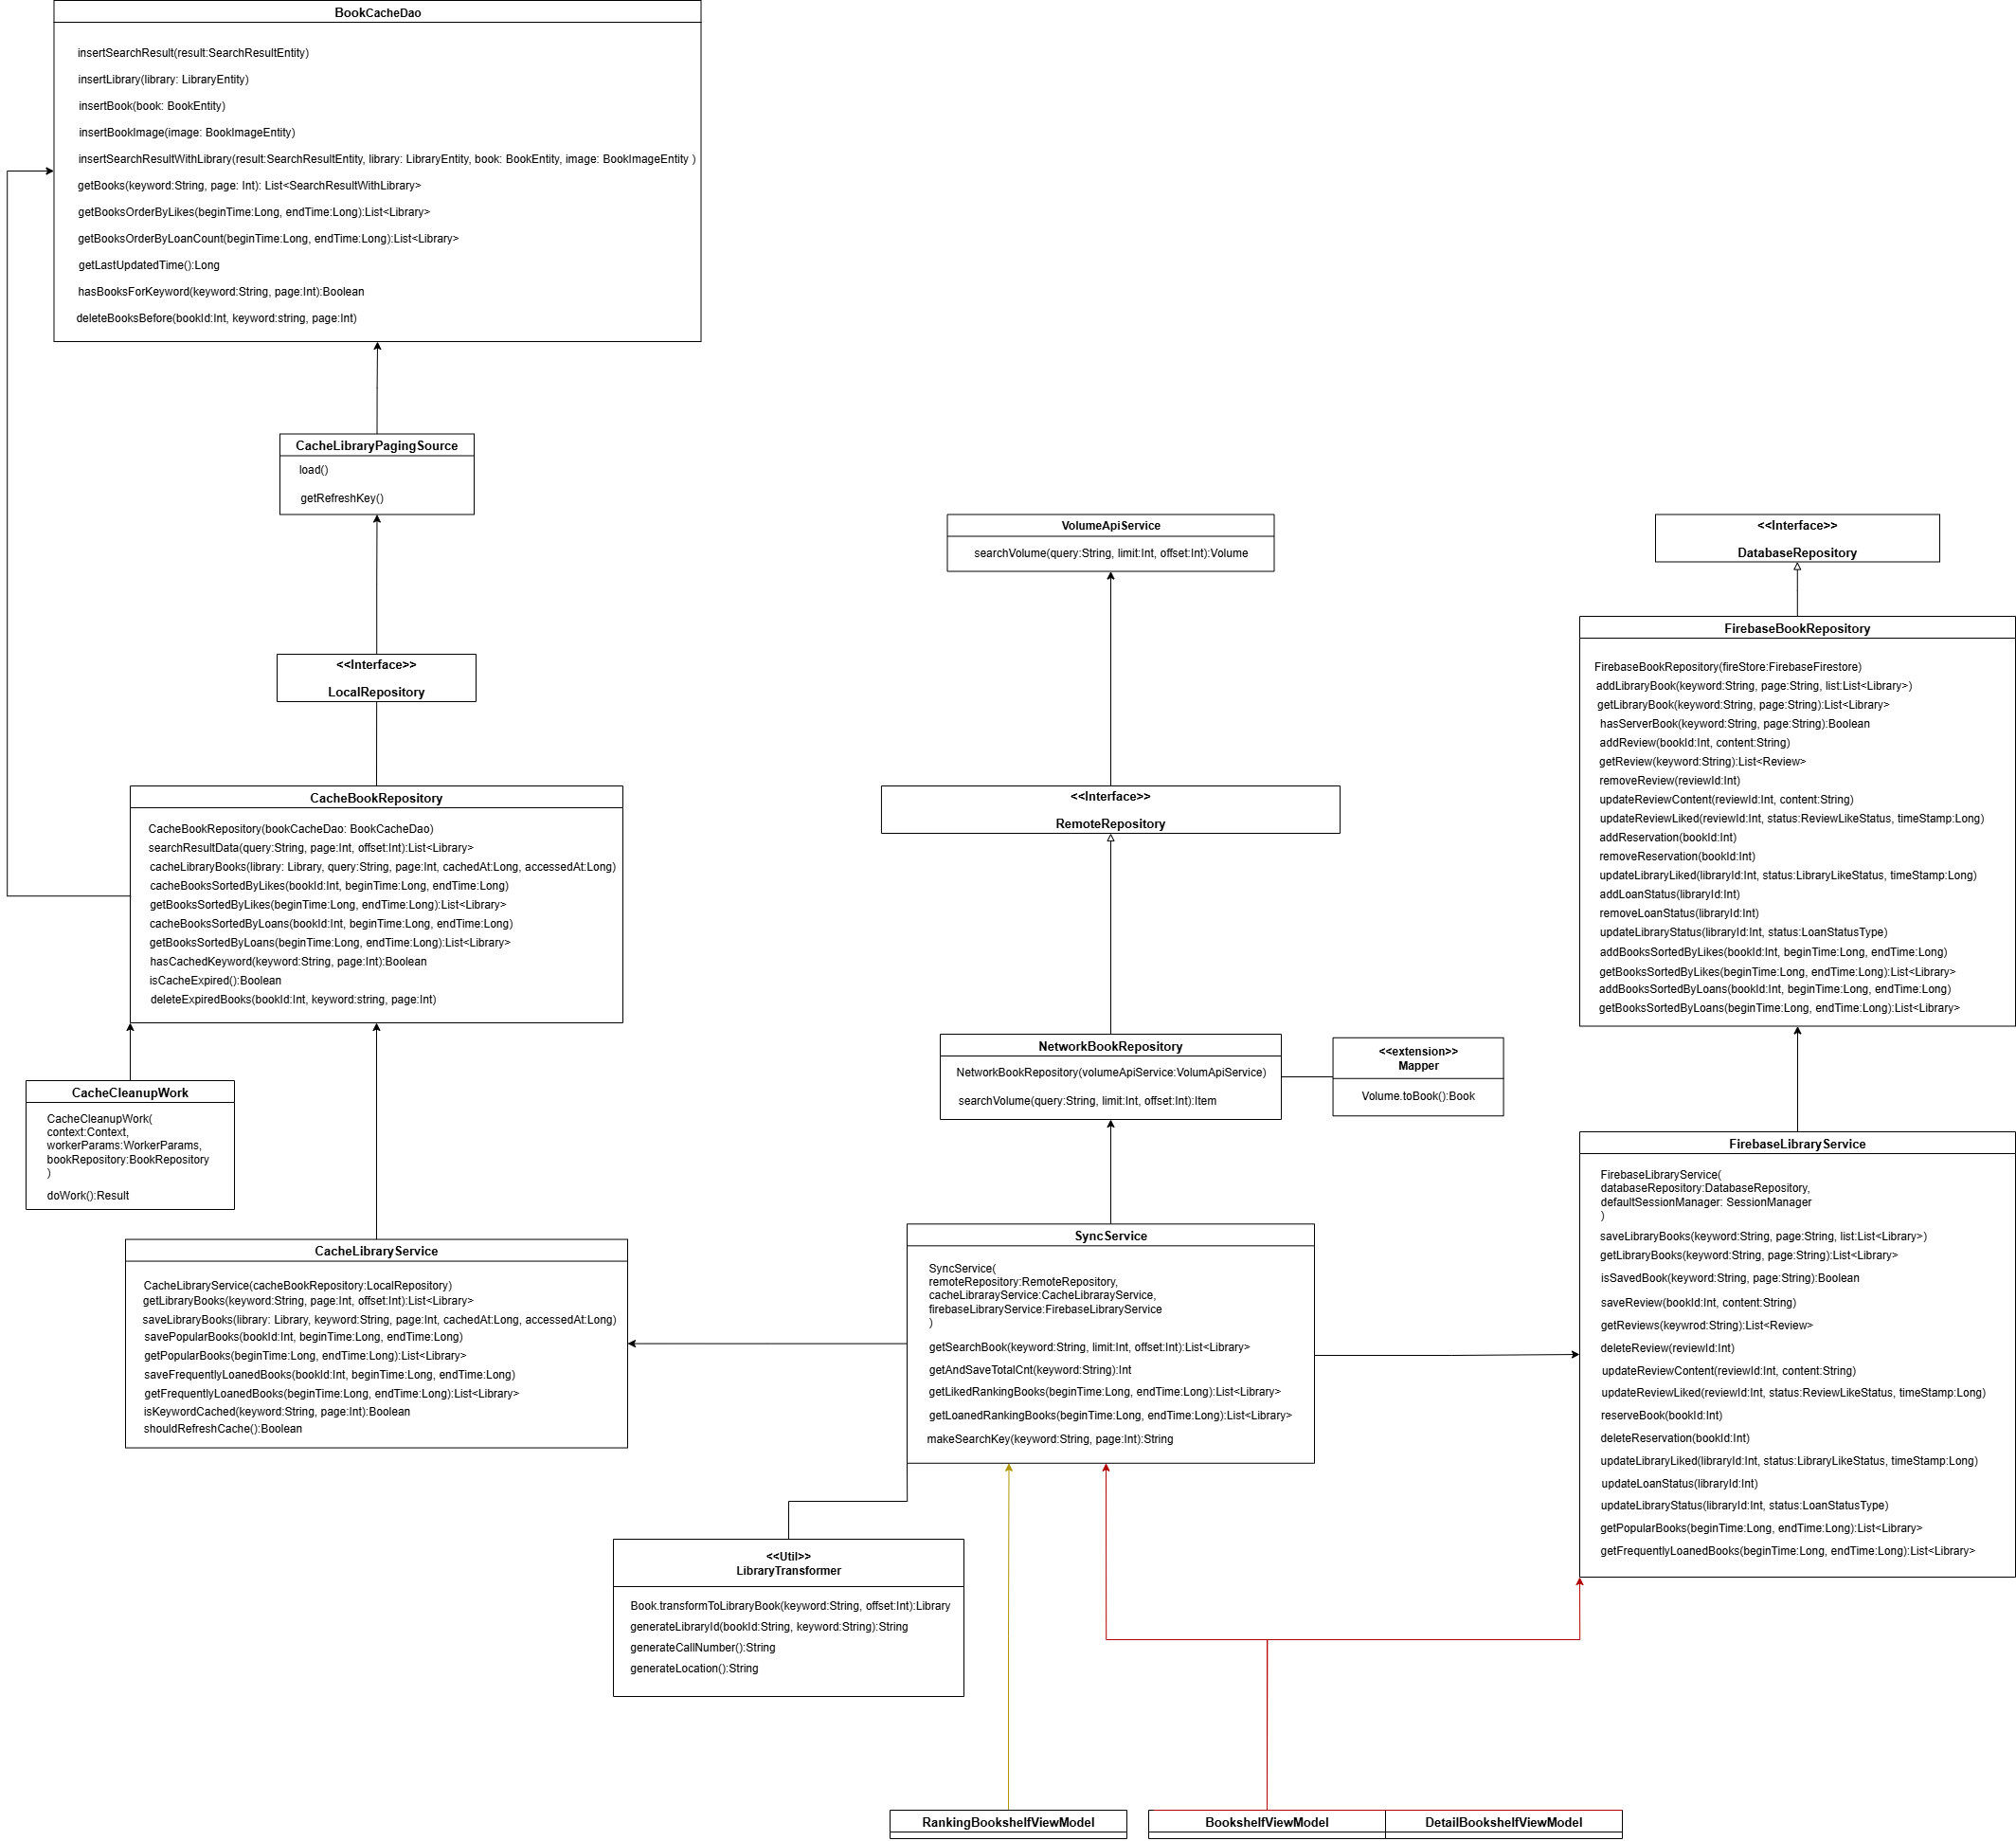 BookCacheDao
insertSearchResult(result:SearchResultEntity)
insertLibrary(library: LibraryEntity)
insertBook(book: BookEntity)
insertBookImage(image: BookImageEntity)
insertSearchResultWithLibrary(result:SearchResultEntity, library: LibraryEntity, book: BookEntity, image: BookImageEntity )
getBooks(keyword:String, page: Int): List<SearchResultWithLibrary>
getBooksOrderByLikes(beginTime:Long, endTime:Long):List<Library>
getBooksOrderByLoanCount(beginTime:Long, endTime:Long):List<Library>
getLastUpdatedTime():Long
hasBooksForKeyword(keyword:String, page:Int):Boolean
deleteBooksBefore(bookId:Int, keyword:string, page:Int)
CacheLibraryPagingSource
load()
getRefreshKey()
<<Interface>>
LocalRepository
CacheBookRepository
CacheBookRepository(bookCacheDao: BookCacheDao)
searchResultData(query:String, page:Int, offset:Int):List<Library>
cacheLibraryBooks(library: Library, query:String, page:Int, cachedAt:Long, accessedAt:Long)
cacheBooksSortedByLikes(bookId:Int, beginTime:Long, endTime:Long)
getBooksSortedByLikes(beginTime:Long, endTime:Long):List<Library>
cacheBooksSortedByLoans(bookId:Int, beginTime:Long, endTime:Long)
getBooksSortedByLoans(beginTime:Long, endTime:Long):List<Library>
hasCachedKeyword(keyword:String, page:Int):Boolean
isCacheExpired():Boolean
deleteExpiredBooks(bookId:Int, keyword:string, page:Int)
CacheCleanupWork
CacheCleanupWork(
context:Context,
workerParams:WorkerParams,
bookRepository:BookRepository
)
doWork():Result
CacheLibraryService
CacheLibraryService(cacheBookRepository:LocalRepository)
getLibraryBooks(keyword:String, page:Int, offset:Int):List<Library>
saveLibraryBooks(library: Library, keyword:String, page:Int, cachedAt:Long, accessedAt:Long)
savePopularBooks(bookId:Int, beginTime:Long, endTime:Long)
getPopularBooks(beginTime:Long, endTime:Long):List<Library>
saveFrequentlyLoanedBooks(bookId:Int, beginTime:Long, endTime:Long)
getFrequentlyLoanedBooks(beginTime:Long, endTime:Long):List<Library>
isKeywordCached(keyword:String, page:Int):Boolean
shouldRefreshCache():Boolean
VolumeApiService
searchVolume(query:String, limit:Int, offset:Int):Volume
<<Interface>>
RemoteRepository
NetworkBookRepository
NetworkBookRepository(volumeApiService:VolumApiService)
searchVolume(query:String, limit:Int, offset:Int):Item
<<extension>>
Mapper
Volume.toBook():Book
SyncService
SyncService(
remoteRepository:RemoteRepository,
cacheLibrarayService:CacheLibrarayService,
firebaseLibraryService:FirebaseLibraryService
)
getSearchBook(keyword:String, limit:Int, offset:Int):List<Library>
getAndSaveTotalCnt(keyword:String):Int
getLikedRankingBooks(beginTime:Long, endTime:Long):List<Library>
getLoanedRankingBooks(beginTime:Long, endTime:Long):List<Library>
makeSearchKey(keyword:String, page:Int):String
<<Util>>
LibraryTransformer
Book.transformToLibraryBook(keyword:String, offset:Int):Library
generateLibraryId(bookId:String, keyword:String):String
generateCallNumber():String
generateLocation():String
<<Interface>>
DatabaseRepository
FirebaseBookRepository
FirebaseBookRepository(fireStore:FirebaseFirestore)
addLibraryBook(keyword:String, page:String, list:List<Library>)
getLibraryBook(keyword:String, page:String):List<Library>
hasServerBook(keyword:String, page:String):Boolean
addReview(bookId:Int, content:String)
getReview(keyword:String):List<Review>
removeReview(reviewId:Int)
updateReviewContent(reviewId:Int, content:String)
updateReviewLiked(reviewId:Int, status:ReviewLikeStatus, timeStamp:Long)
addReservation(bookId:Int)
removeReservation(bookId:Int)
updateLibraryLiked(libraryId:Int, status:LibraryLikeStatus, timeStamp:Long)
addLoanStatus(libraryId:Int)
removeLoanStatus(libraryId:Int)
updateLibraryStatus(libraryId:Int, status:LoanStatusType)
addBooksSortedByLikes(bookId:Int, beginTime:Long, endTime:Long)
getBooksSortedByLikes(beginTime:Long, endTime:Long):List<Library>
addBooksSortedByLoans(bookId:Int, beginTime:Long, endTime:Long)
getBooksSortedByLoans(beginTime:Long, endTime:Long):List<Library>
FirebaseLibraryService
FirebaseLibraryService(
databaseRepository:DatabaseRepository,
defaultSessionManager: SessionManager
)
saveLibraryBooks(keyword:String, page:String, list:List<Library>)
getLibraryBooks(keyword:String, page:String):List<Library>
isSavedBook(keyword:String, page:String):Boolean
saveReview(bookId:Int, content:String)
getReviews(keywrod:String):List<Review>
deleteReview(reviewId:Int)
updateReviewContent(reviewId:Int, content:String)
updateReviewLiked(reviewId:Int, status:ReviewLikeStatus, timeStamp:Long)
reserveBook(bookId:Int)
deleteReservation(bookId:Int)
updateLibraryLiked(libraryId:Int, status:LibraryLikeStatus, timeStamp:Long)
updateLoanStatus(libraryId:Int)
updateLibraryStatus(libraryId:Int, status:LoanStatusType)
getPopularBooks(beginTime:Long, endTime:Long):List<Library>
getFrequentlyLoanedBooks(beginTime:Long, endTime:Long):List<Library>
RankingBookshelfViewModel
BookshelfViewModel
DetailBookshelfViewModel